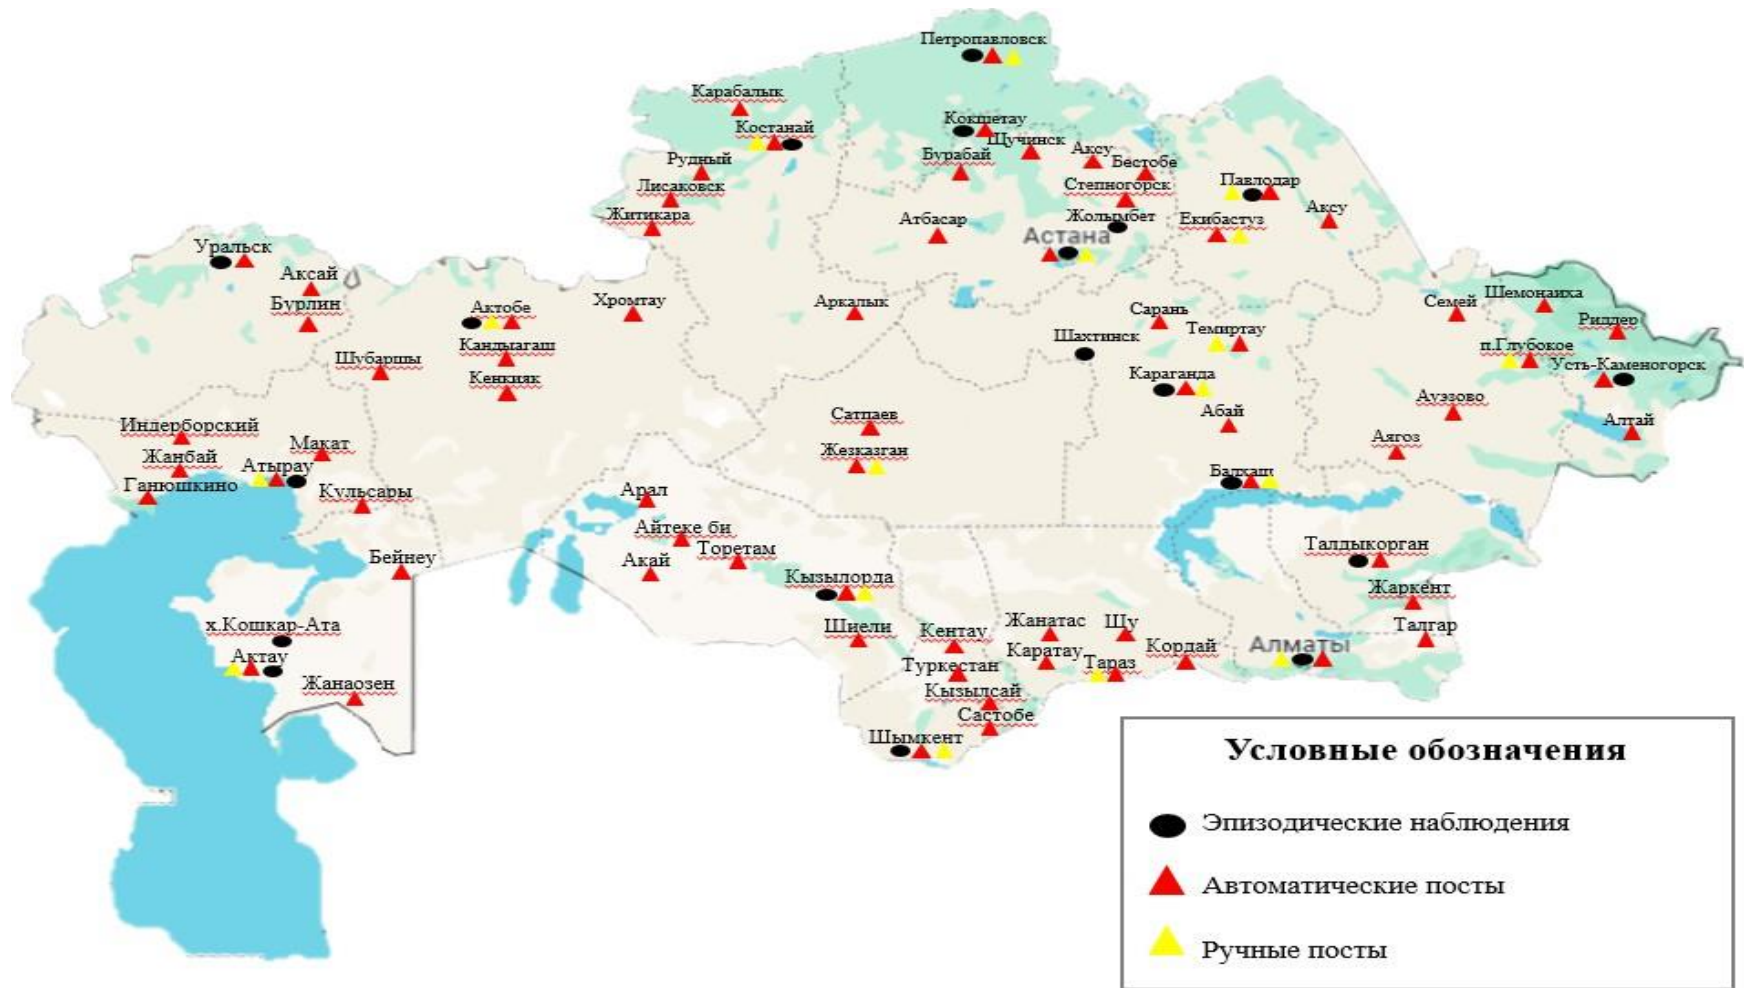 Петропавловск
Карабалык
Костанай
Кокшетау
Щучинск
Рудный
Бурабай
Аксу
Бестобе
Лисаковск
Степногорск
Павлодар
Житикара
Атбасар
Жолымбет
Екибастуз
Аксу
Астана
Уральск
Аксай
Бурлин
Актобе
Хромтау
Аркалык
Сарань
Семей
Шемонаиха
Риддер
Шубаршы
Кандыагаш
Шахтинск
Темиртау
п.Глубокое
Усть-Каменогорск
Кенкияк
Караганда
Ауэзово
Индерборский
Сатпаев
Абай
Алтай
Макат
Аягоз
Жанбай
Атырау
Жезказган
Балхаш
Ганюшкино
Кульсары
Арал
Айтеке би
Бейнеу
Акай
Торетам
Талдыкорган
Кызылорда
Жаркент
х.Кошкар-Ата
Шиели
Кентау
Жанатас
Шу
Талгар
Актау
Туркестан
Каратау
Тараз
Кордай
Алматы
Жанаозен
Кызылсай
Састобе
Шымкент
Условные обозначения
Эпизодические наблюдения
Автоматические посты
Ручные посты